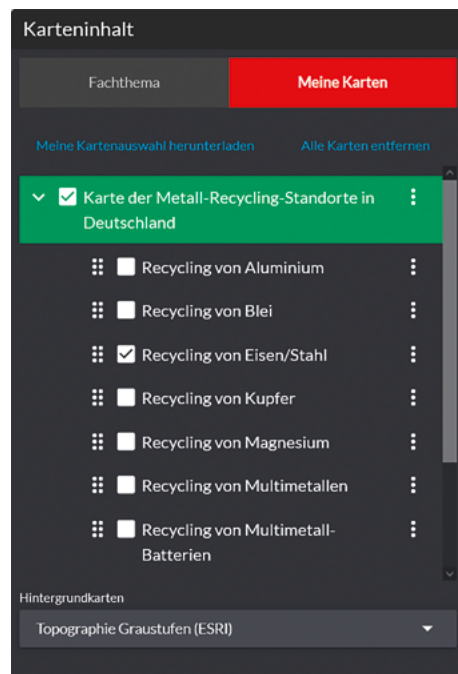 Karteninhalt
Fachthema
Meine Karten
Meine Kartenauswahl herunterladen
Alle Karten entfernen
Karte der Metall-Recycling-Standorte in
Deutschland
Recycling von Aluminium
Recycling von Blei
Recycling von Eisen/Stahl
Recycling von Kupfer
Recycling von Magnesium
Recycling von Multimetallen
Recycling von Multimetall-
Batterien
Hintergrundkarten
Topographie Graustufen (ESRI)